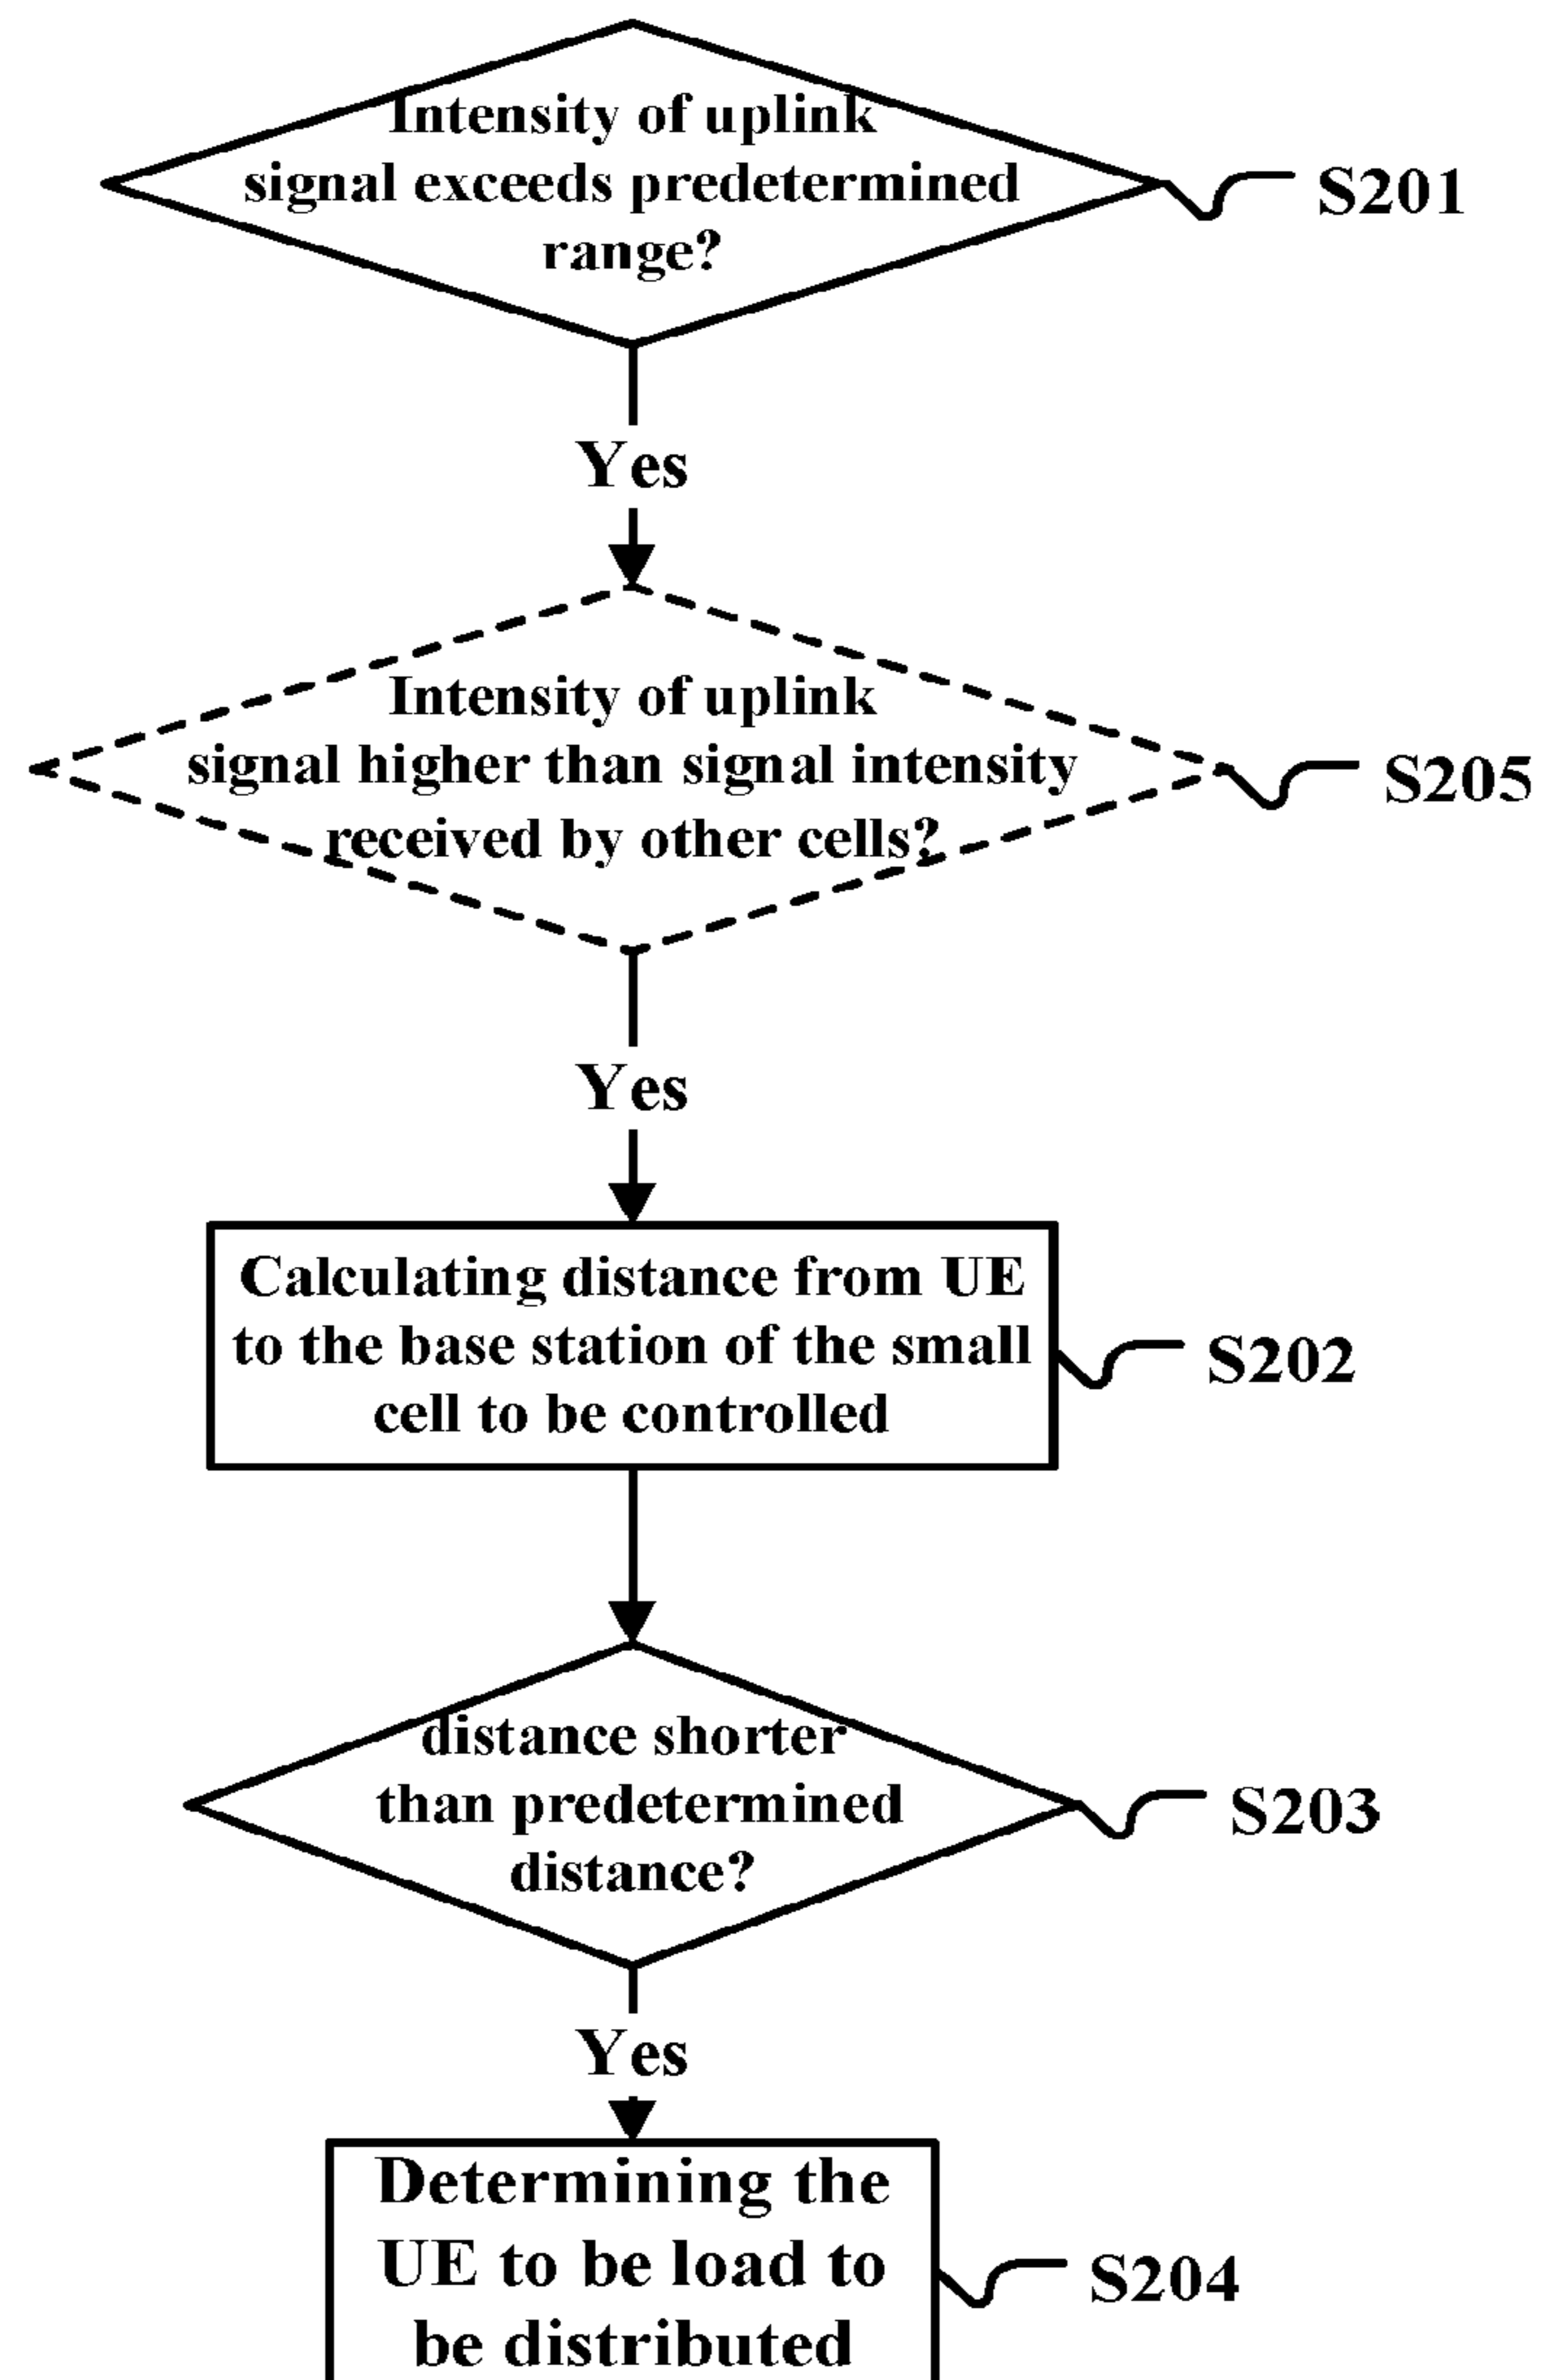 Intensity of uplink
signal exceeds predetermined
range?
S201
Yes
Intensity of uplink
signal higher than signal intensity
received by other cells?
S205
Yes
Calculating distance from UE
to the base station of the small
cell to be controlled
S202
distance shorter
than predetermined
distance?
S203
Yes
Determining the
UE to be load to
be distributed
S204